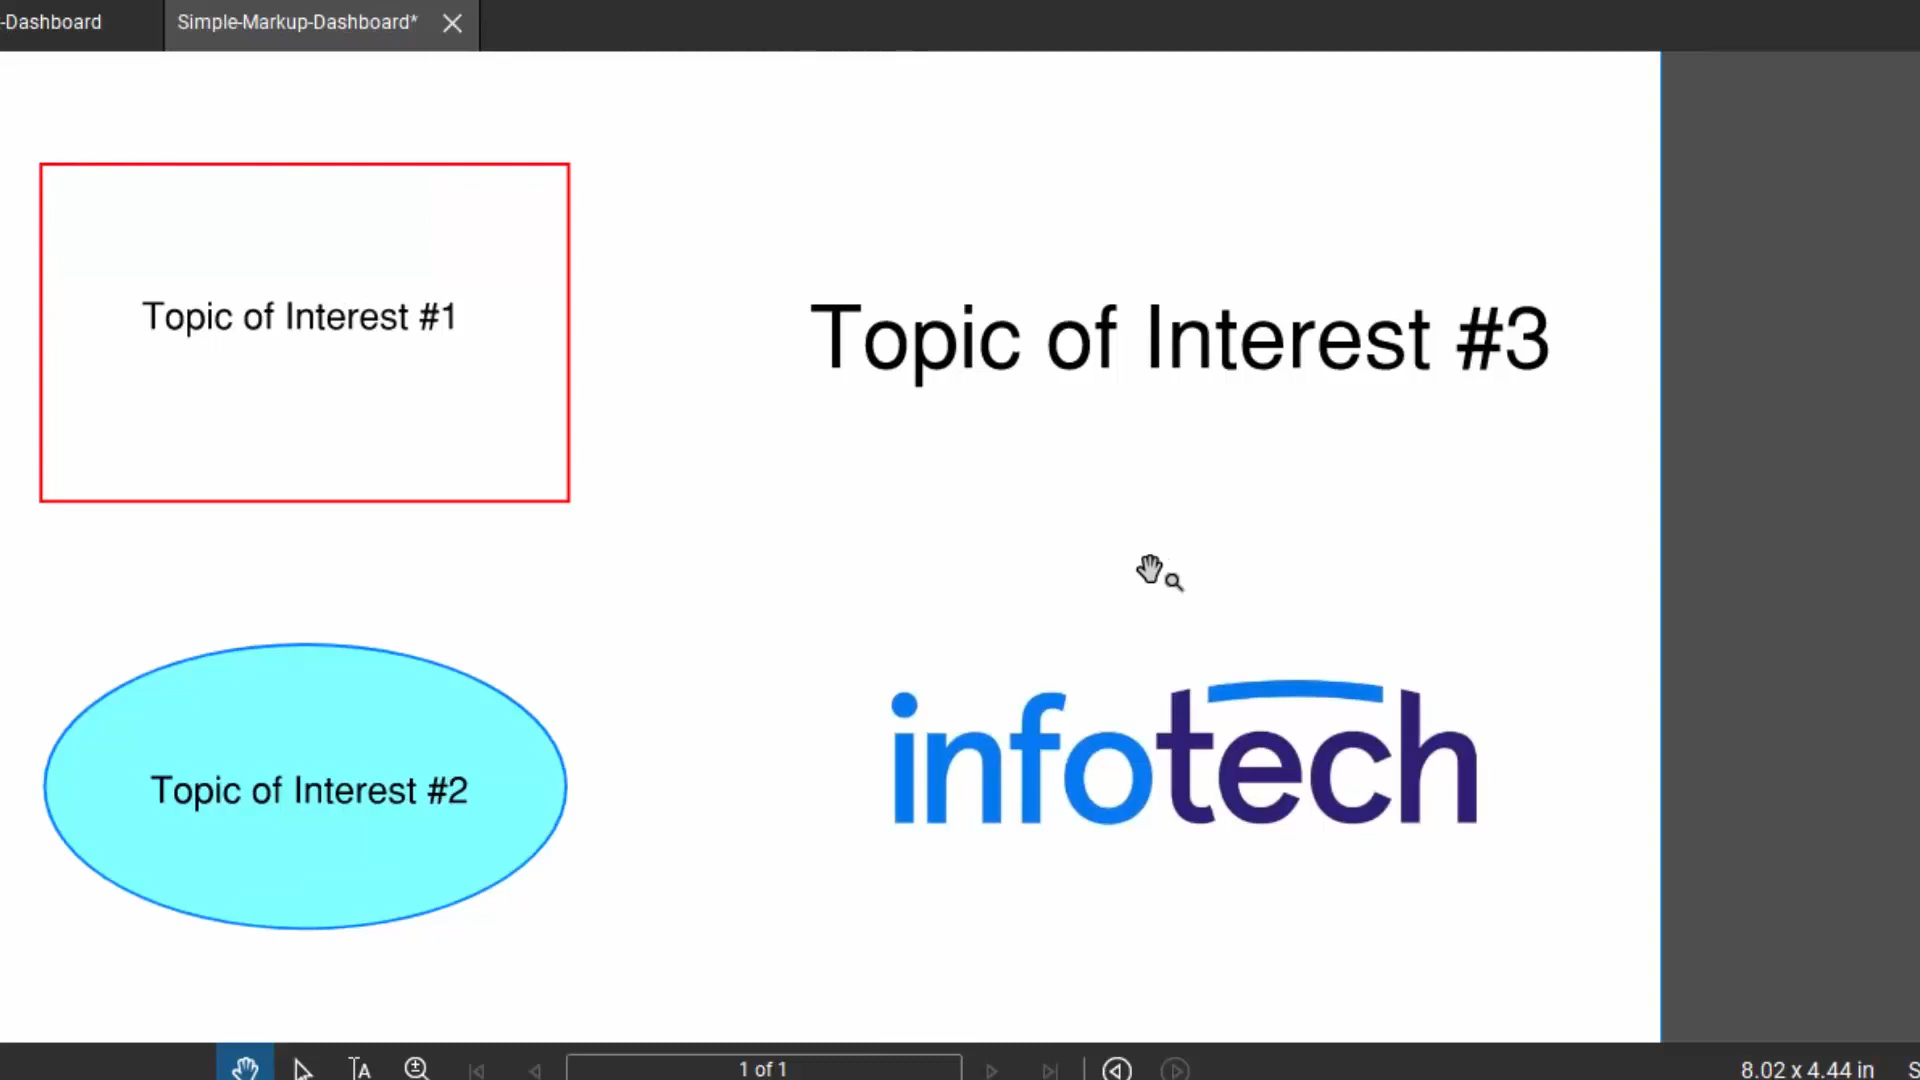 -Dashboard
Simple-Markup-Dashboard*
Topic of Interest #1
Topic of Interest #3
Topic of Interest #2
infotech
1 of 1
8.02 x 4.44 in